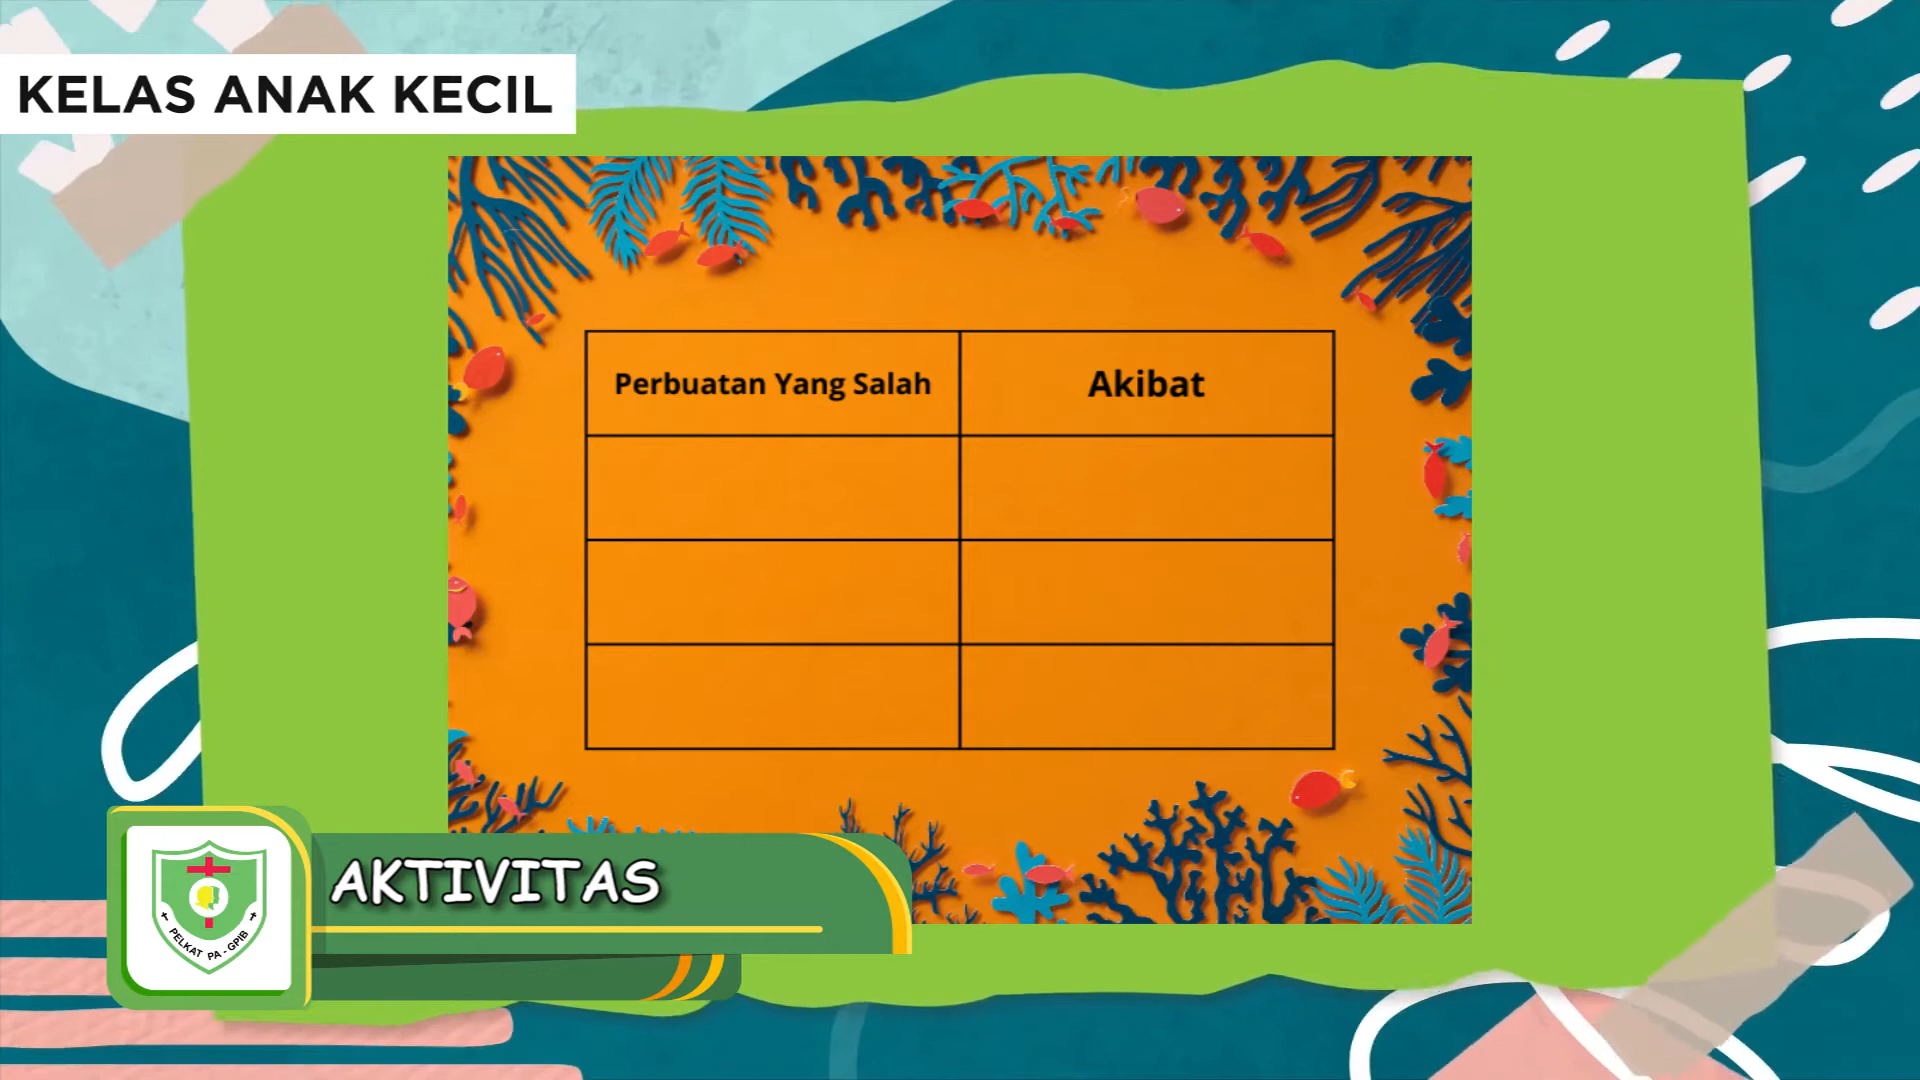 KELAS ANAK KECIL
Perbuatan Yang Salah
Akibat
AKTIVITAS
PELKAT PA - GPIB